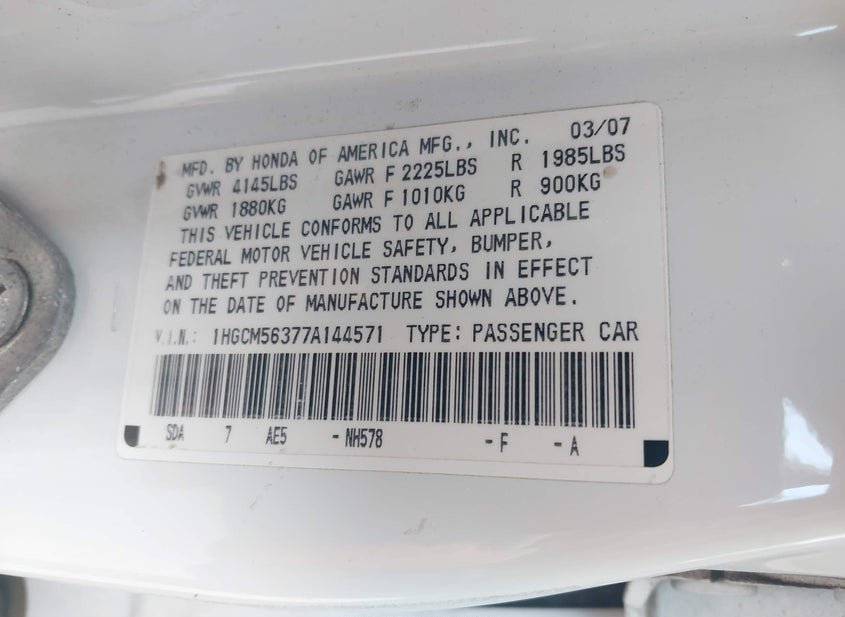 MFD. BY HONDA OF AMERICA MFG., INC. 03/07
GVWR 4145LBS GAWR F 2225LBS R 1985LBS
GVWR 1880KG GAWR F 1010KG R 900KG
THIS VEHICLE CONFORMS TO ALL APPLICABLE
FEDERAL MOTOR VEHICLE SAFETY, BUMPER,
AND THEFT PREVENTION STANDARDS IN EFFECT
ON THE DATE OF MANUFACTURE SHOWN ABOVE.
V.I.N.: 1HGCM56377A144571 TYPE: PASSENGER CAR
SDA 7 AE5 -NH578 -F -A